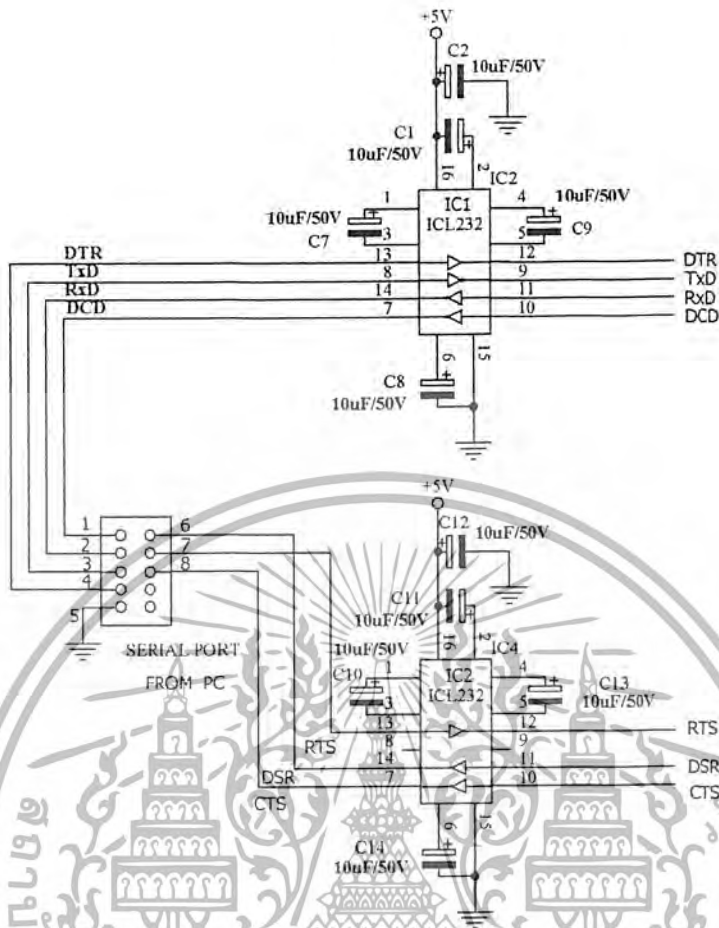 +5V
C2
10uF/50V
C1
10uF/50V
16
2
IC2
1
IC1
4
10uF/50V
10uF/50V
ICL232
3
5
C7
C9
DTR
13
12
DTR
TxD
8
9
TxD
RxD
14
11
RxD
DCD
7
10
DCD
6
15
C8
10uF/50V
+5V
1
6
C12
10uF/50V
2
7
3
8
4
C11
5
10uF/50V
16
2
SERIAL PORT
10uF/50V
IC4
FROM PC
1
IC2
4
C10
ICL232
C13
3
5
10uF/50V
13
12
RTS
RTS
8
9
14
11
DSR
DSR
7
10
CTS
CTS
6
15
C14
10uF/50V